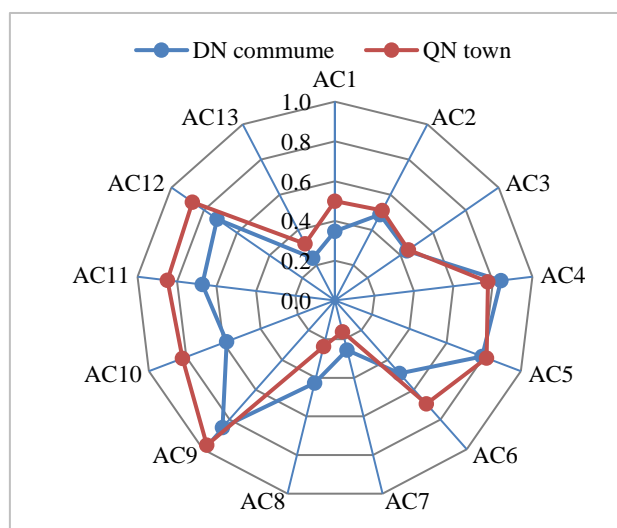 DN commume
QN town
AC1
1.0
AC13
AC2
0.8
AC12
0.6
AC3
0.4
0.2
AC11
0.0
AC4
AC10
AC5
AC9
AC6
AC8
AC7